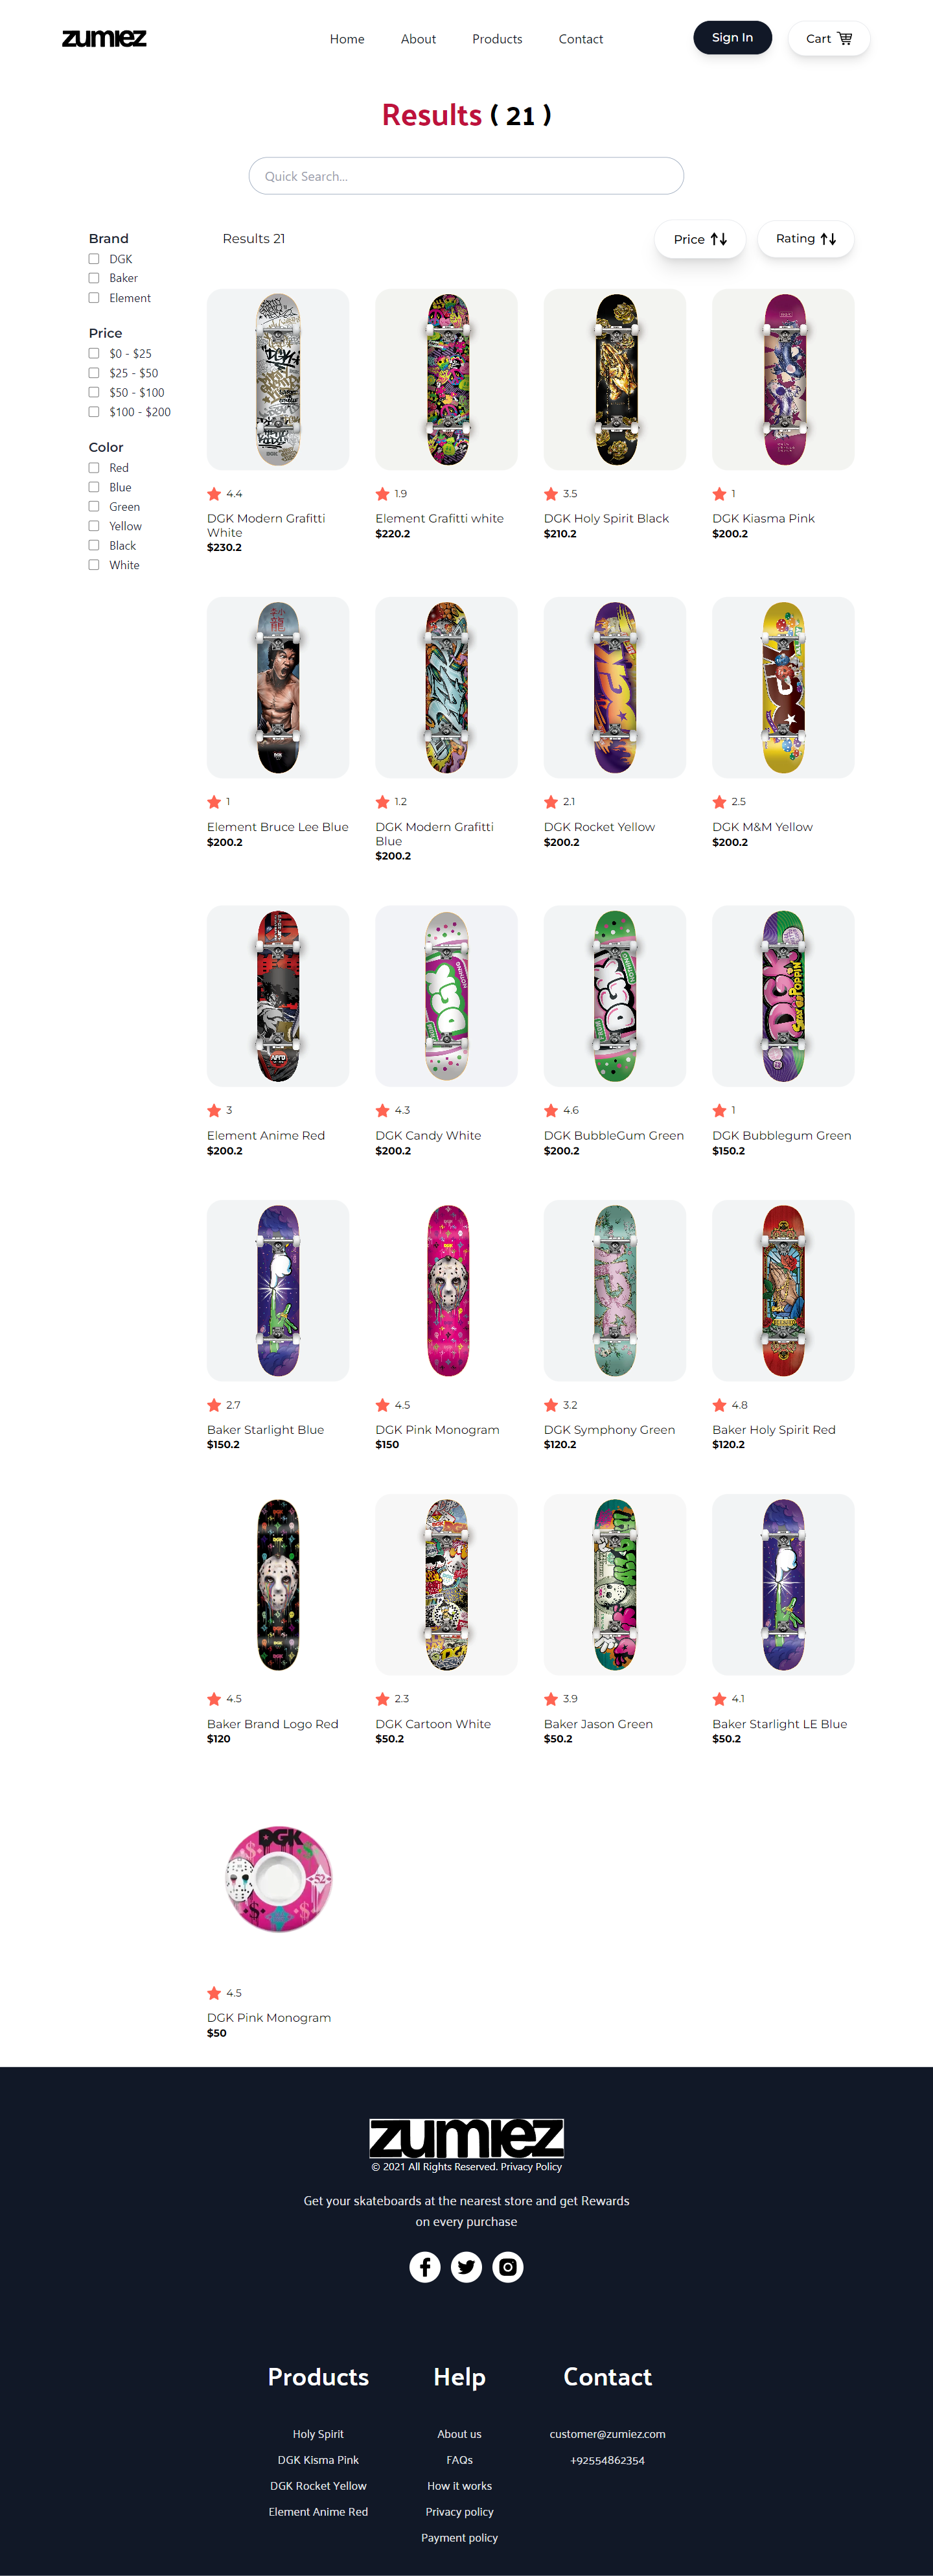 zumiez
Home
About
Products
Contact
Sign In
Cart
Results ( 21 )
Quick Search...
Brand
DGK
Baker
Element
Price
$0 - $25
$25 - $50
$50 - $100
$100 - $200
Color
Red
Blue
Green
Yellow
Black
White
Results 21
Price
Rating
4.4
DGK Modern Grafitti
White
$230.2
1.9
Element Grafitti white
$220.2
3.5
DGK Holy Spirit Black
$210.2
1
DGK Kiasma Pink
$200.2
1
Element Bruce Lee Blue
$200.2
1.2
DGK Modern Grafitti
Blue
$200.2
2.1
DGK Rocket Yellow
$200.2
2.5
DGK M&M Yellow
$200.2
3
Element Anime Red
$200.2
4.3
DGK Candy White
$200.2
4.6
DGK BubbleGum Green
$200.2
1
DGK Bubblegum Green
$150.2
2.7
Baker Starlight Blue
$150.2
4.5
DGK Pink Monogram
$150
3.2
DGK Symphony Green
$120.2
4.8
Baker Holy Spirit Red
$120.2
4.5
Baker Brand Logo Red
$120
2.3
DGK Cartoon White
$50.2
3.9
Baker Jason Green
$50.2
4.1
Baker Starlight LE Blue
$50.2
DGK
52
4.5
DGK Pink Monogram
$50
zumiez
© 2021 All Rights Reserved. Privacy Policy
Get your skateboards at the nearest store and get Rewards
on every purchase
Products
Holy Spirit
DGK Kisma Pink
DGK Rocket Yellow
Element Anime Red
Help
About us
FAQs
How it works
Privacy policy
Payment policy
Contact
customer@zumiez.com
+92554862354